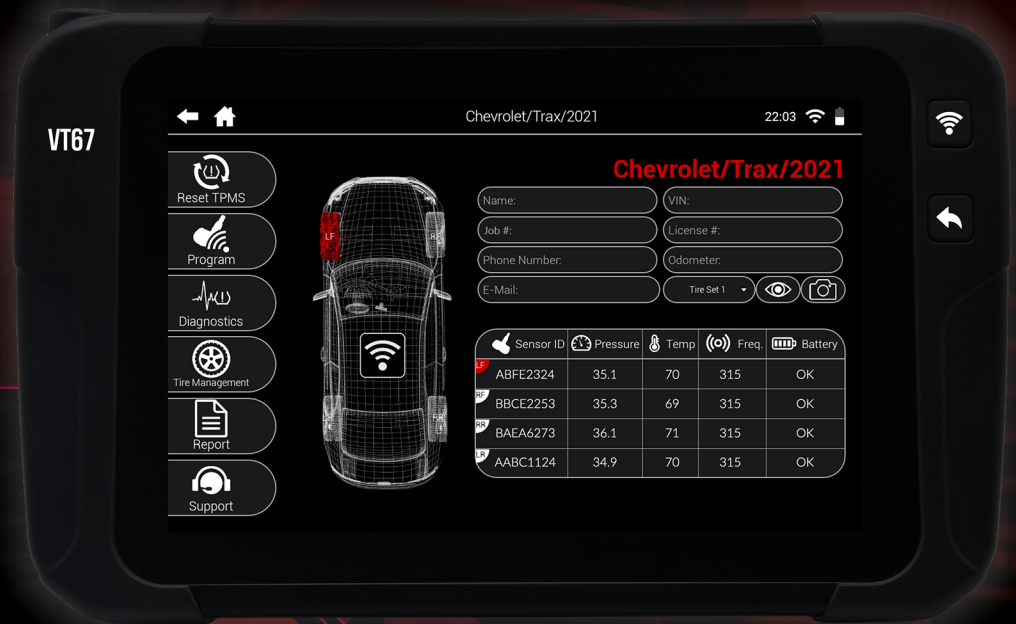 VT67
Chevrolet/Trax/2021
22:03
Reset TPMS
Program
Diagnostics
Tire Management
Report
Support
LF
RF
LR
RR
Chevrolet/Trax/2021
Name:
VIN:
Job #:
License #:
Phone Number:
Odometer:
E-Mail:
Tire Set 1
Sensor ID Pressure Temp Freq. Battery
LF ABFE2324 35.1 70 315 OK
RF BBCE2253 35.3 69 315 OK
RR BAEA6273 36.1 71 315 OK
LR AABC1124 34.9 70 315 OK